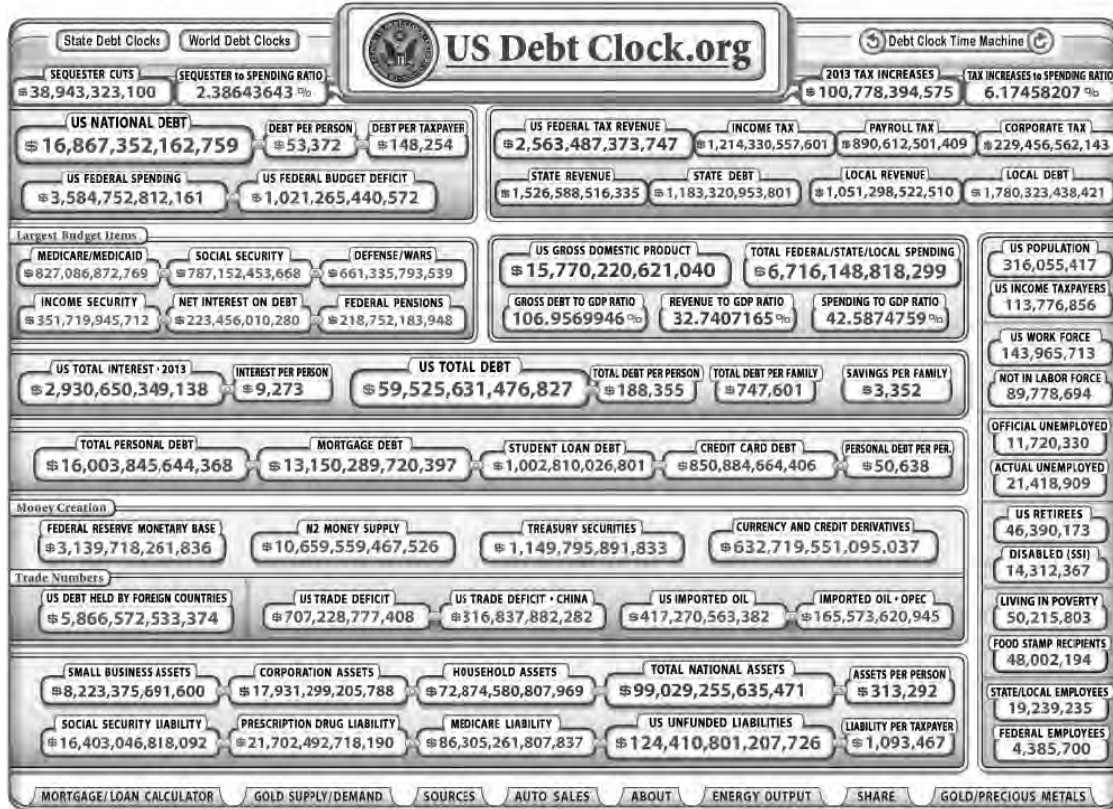 State Debt Clocks World Debt Clocks US Debt Clock.org Debt Clock Time Machine
SEQUESTER CUTS SEQUESTER to SPENDING RATIO 2013 TAX INCREASES TAX INCREASES to SPENDING RATIO
$38,943,323,100 2.38643643 % $100,778,394,575 6.17458207 %
US NATIONAL DEBT DEBT PER PERSON DEBT PER TAXPAYER
$16,867,352,162,759 $53,372 $148,254
US FEDERAL SPENDING US FEDERAL BUDGET DEFICIT
$3,584,752,812,161 $1,021,265,440,572
US FEDERAL TAX REVENUE INCOME TAX PAYROLL TAX CORPORATE TAX
$2,563,487,373,747 $1,214,330,557,601 $890,612,501,409 $229,456,562,143
STATE REVENUE STATE DEBT LOCAL REVENUE LOCAL DEBT
$1,526,588,516,335 $1,183,320,953,801 $1,051,298,522,510 $1,780,323,438,421
Largest Budget Items
MEDICARE/MEDICAID SOCIAL SECURITY DEFENSE/WARS
$827,086,872,769 $787,152,453,668 $661,335,793,539
INCOME SECURITY NET INTEREST ON DEBT FEDERAL PENSIONS
$351,719,945,712 $223,456,010,280 $218,752,183,948
US GROSS DOMESTIC PRODUCT TOTAL FEDERAL/STATE/LOCAL SPENDING
$15,770,220,621,040 $6,716,148,818,299
GROSS DEBT TO GDP RATIO REVENUE TO GDP RATIO SPENDING TO GDP RATIO
106.9569946 % 32.7407165 % 42.5874759 %
US TOTAL INTEREST · 2013 INTEREST PER PERSON US TOTAL DEBT TOTAL DEBT PER PERSON TOTAL DEBT PER FAMILY SAVINGS PER FAMILY
$2,930,650,349,138 $9,273 $59,525,631,476,827 $188,355 $747,601 $3,352
TOTAL PERSONAL DEBT MORTGAGE DEBT STUDENT LOAN DEBT CREDIT CARD DEBT PERSONAL DEBT PER PER.
$16,003,845,644,368 $13,150,289,720,397 $1,002,810,026,801 $850,884,664,406 $50,638
Money Creation
FEDERAL RESERVE MONETARY BASE N2 MONEY SUPPLY TREASURY SECURITIES CURRENCY AND CREDIT DERIVATIVES
$3,139,718,261,836 $10,659,559,467,526 $1,149,795,891,833 $632,719,551,095,037
Trade Numbers
US DEBT HELD BY FOREIGN COUNTRIES US TRADE DEFICIT US TRADE DEFICIT · CHINA US IMPORTED OIL IMPORTED OIL · OPEC
$5,866,572,533,374 $707,228,777,408 $316,837,882,282 $417,270,563,382 $165,573,620,945
SMALL BUSINESS ASSETS CORPORATION ASSETS HOUSEHOLD ASSETS TOTAL NATIONAL ASSETS ASSETS PER PERSON
$8,223,375,691,600 $17,931,299,205,788 $72,874,580,807,969 $99,029,255,635,471 $313,292
SOCIAL SECURITY LIABILITY PRESCRIPTION DRUG LIABILITY MEDICARE LIABILITY US UNFUNDED LIABILITIES LIABILITY PER TAXPAYER
$16,403,046,818,092 $21,702,492,718,190 $86,305,261,807,837 $124,410,801,207,726 $1,093,467
US POPULATION
316,055,417
US INCOME TAXPAYERS
113,776,856
US WORK FORCE
143,965,713
NOT IN LABOR FORCE
89,778,694
OFFICIAL UNEMPLOYED
11,720,330
ACTUAL UNEMPLOYED
21,418,909
US RETIREES
46,390,173
DISABLED (SSI)
14,312,367
LIVING IN POVERTY
50,215,803
FOOD STAMP RECIPIENTS
48,002,194
STATE/LOCAL EMPLOYEES
19,239,235
FEDERAL EMPLOYEES
4,385,700
MORTGAGE/LOAN CALCULATOR GOLD SUPPLY/DEMAND SOURCES AUTO SALES ABOUT ENERGY OUTPUT SHARE GOLD/PRECIOUS METALS